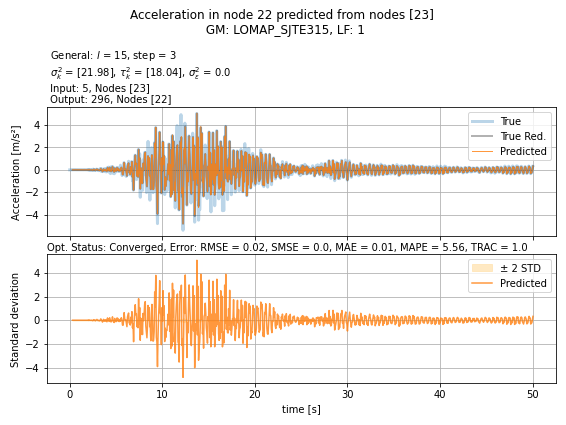 Acceleration in node 22 predicted from nodes [23]
GM: LOMAP_SJTE315, LF: 1
General: l = 15, step = 3
σ²ₖ = [21.98], τ²ₖ = [18.04], σ²ε = 0.0
Input: 5, Nodes [23]
Output: 296, Nodes [22]
Acceleration [m/s²]
4
2
0
−2
−4
True
True Red.
Predicted
Opt. Status: Converged, Error: RMSE = 0.02, SMSE = 0.0, MAE = 0.01, MAPE = 5.56, TRAC = 1.0
Standard deviation
4
2
0
−2
−4
± 2 STD
Predicted
0 10 20 30 40 50
time [s]